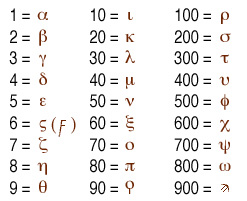 1 = α 10 = ι 100 = ρ
2 = β 20 = κ 200 = σ
3 = γ 30 = λ 300 = τ
4 = δ 40 = μ 400 = υ
5 = ε 50 = ν 500 = φ
6 = ς (ϝ) 60 = ξ 600 = χ
7 = ζ 70 = ο 700 = ψ
8 = η 80 = π 800 = ω
9 = θ 90 = ϙ 900 = ϡ